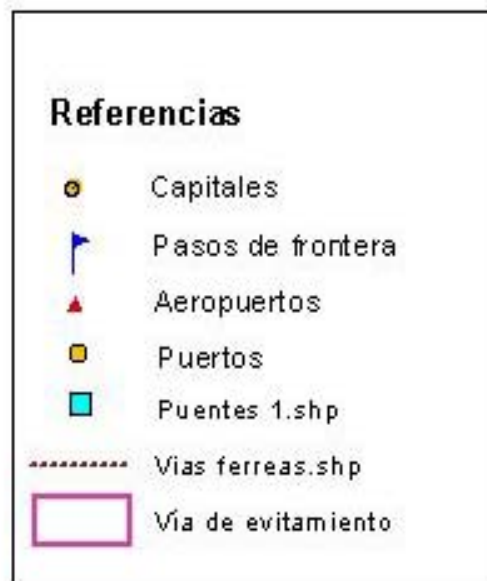 Referencias
Capitales
Pasos de frontera
Aeropuertos
Puertos
Puentes 1.shp
Vias ferreas.shp
Vía de evitamiento